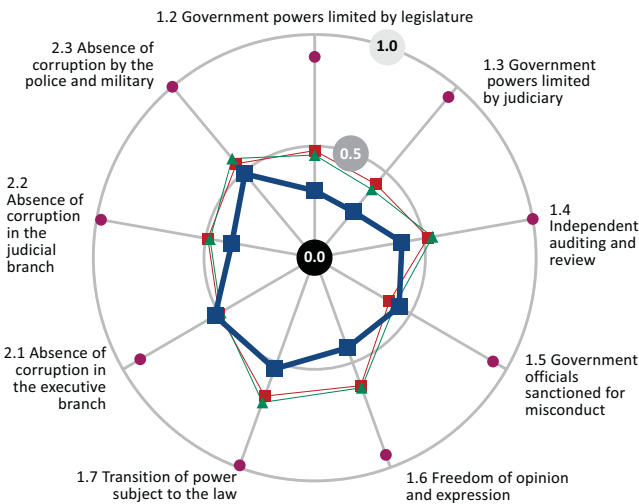 1.2 Government powers limited by legislature
2.3 Absence of
corruption by the
police and military
1.0
1.3 Government
powers limited
by judiciary
0.5
2.2
Absence of
corruption
in the
judicial
branch
1.4
Independent
auditing and
review
0.0
2.1 Absence of
corruption in
the executive
branch
1.5 Government
officials
sanctioned for
misconduct
1.7 Transition of power
subject to the law
1.6 Freedom of opinion
and expression